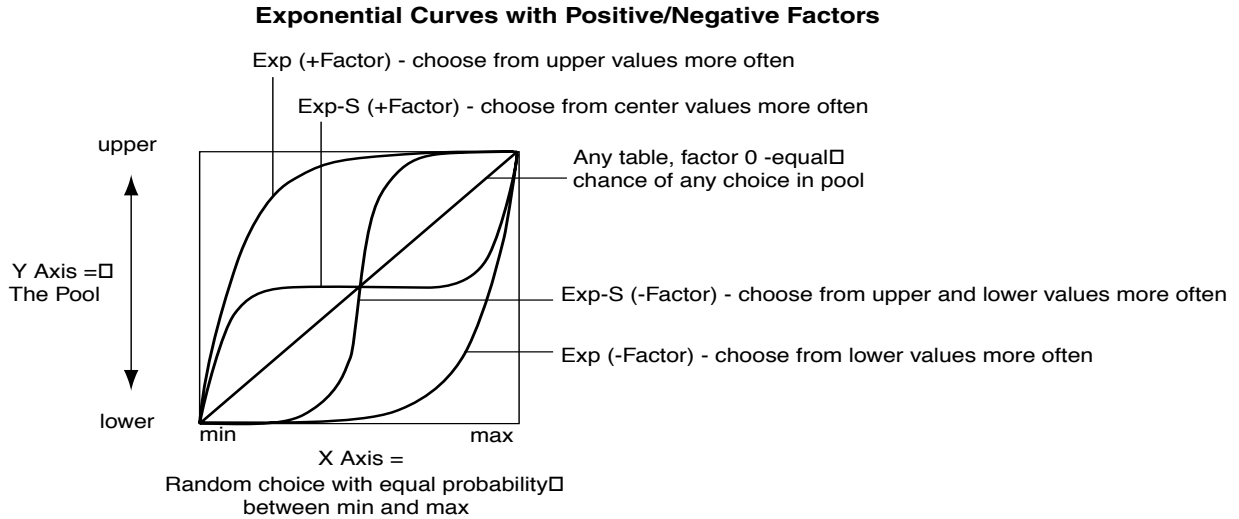 Exponential Curves with Positive/Negative Factors
Exp (+Factor) - choose from upper values more often
Exp-S (+Factor) - choose from center values more often
upper
Any table, factor 0 -equal□
chance of any choice in pool
Y Axis =□
The Pool
Exp-S (-Factor) - choose from upper and lower values more often
Exp (-Factor) - choose from lower values more often
lower
min
max
X Axis =
Random choice with equal probability□
between min and max